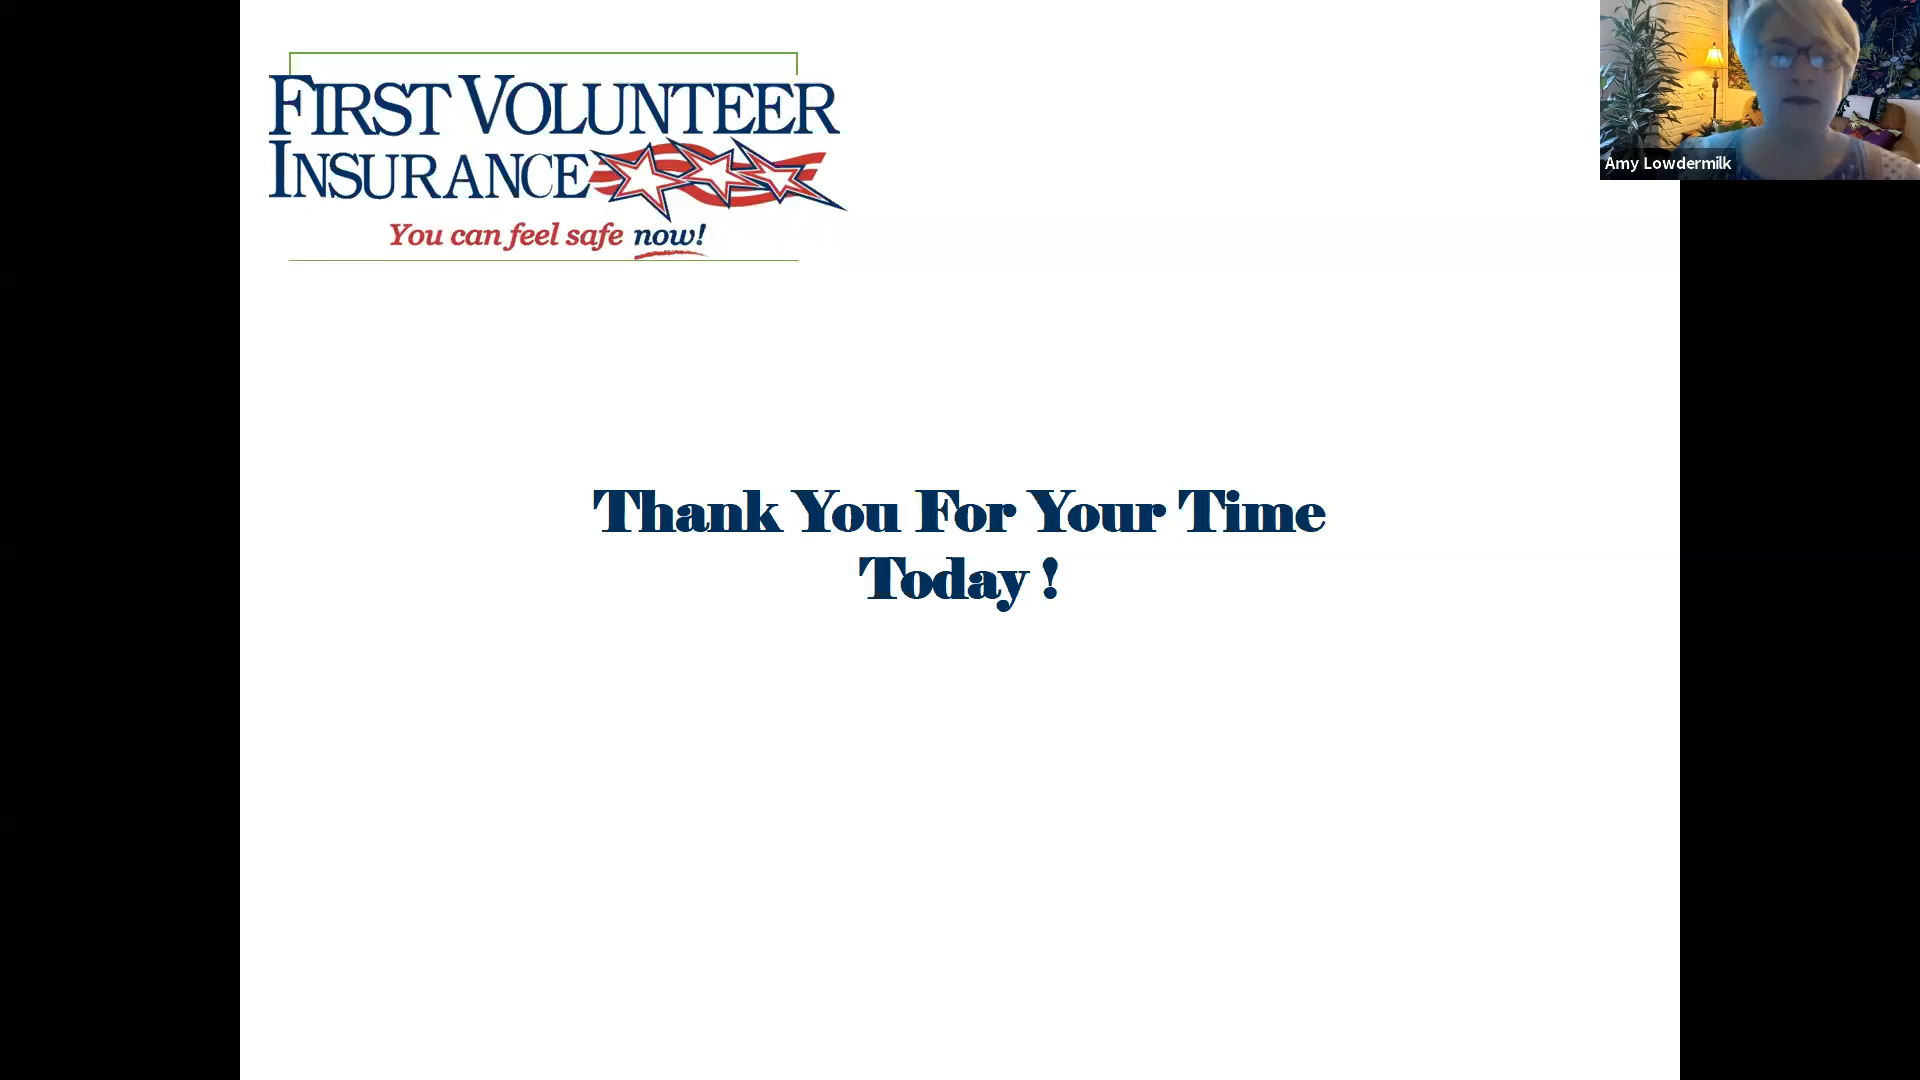 FIRST VOLUNTEER
INSURANCE
You can feel safe now!
Amy Lowdermilk
Thank You For Your Time
Today !